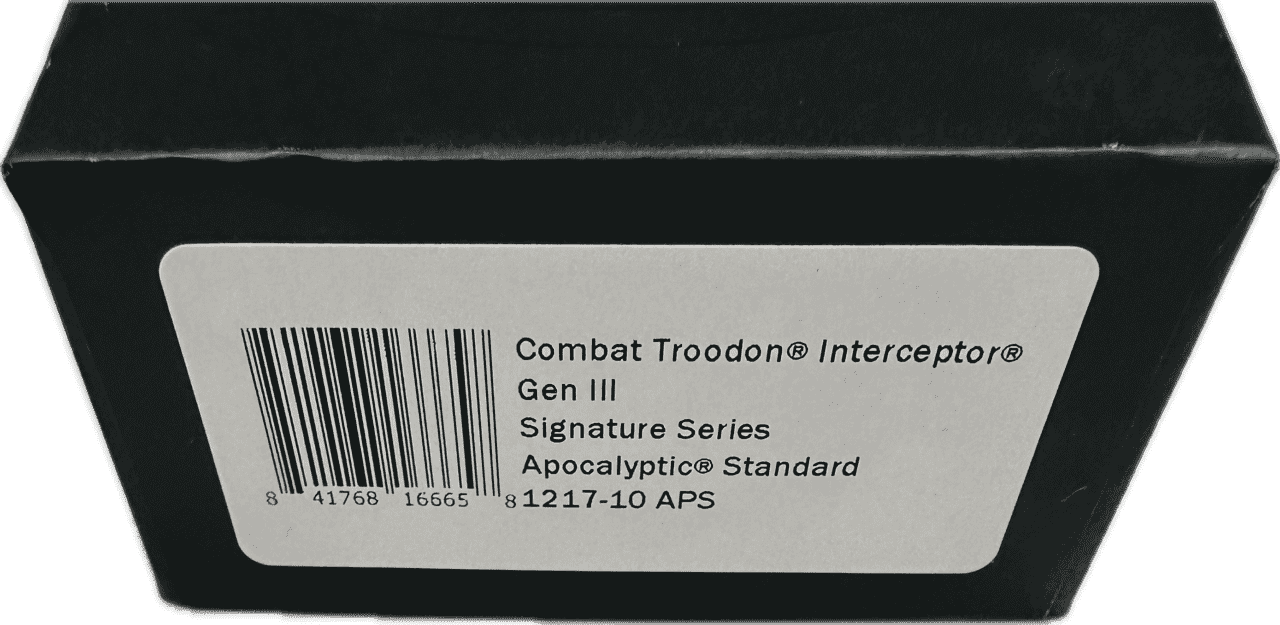 Combat Troodon® Interceptor®
Gen III
Signature Series
Apocalyptic® Standard
1217-10 APS
8 41768 16665 8